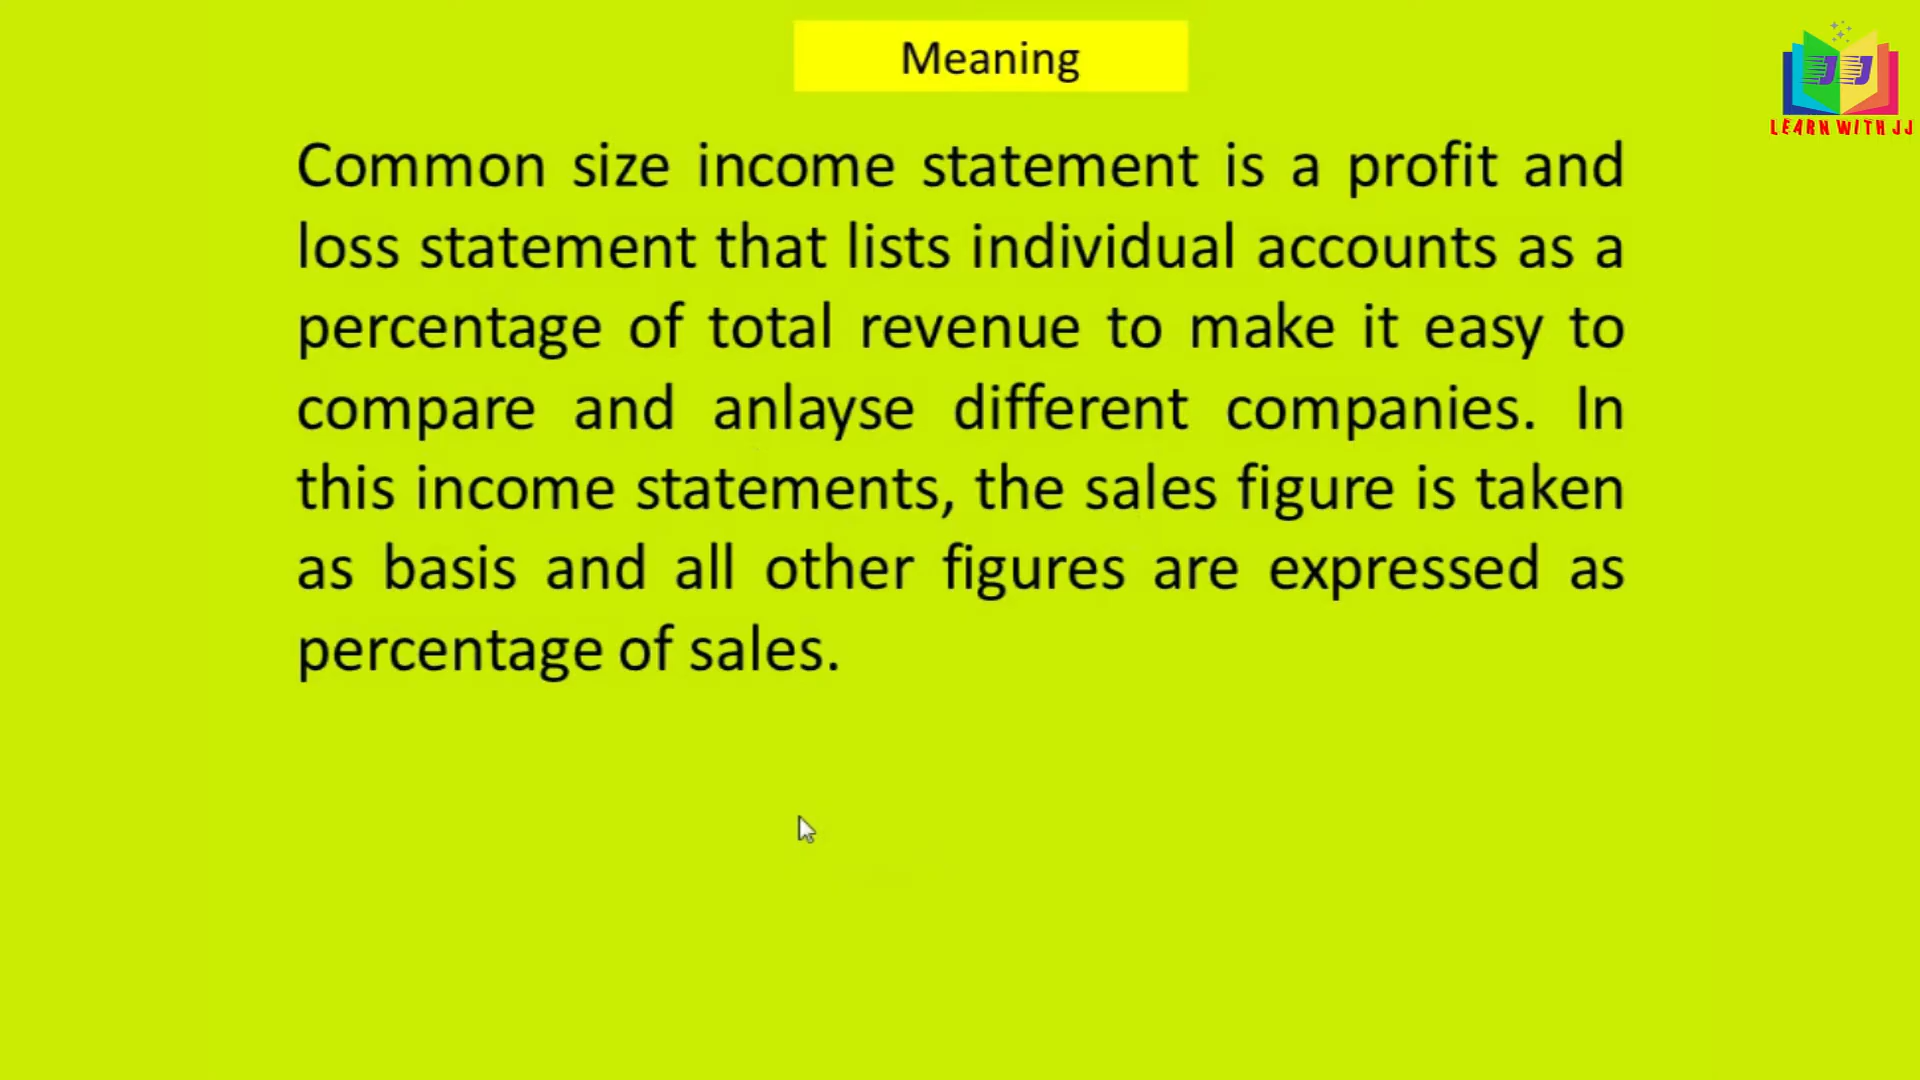 Meaning
JJ
LEARN WITH JJ
Common size income statement is a profit and
loss statement that lists individual accounts as a
percentage of total revenue to make it easy to
compare and anlayse different companies. In
this income statements, the sales figure is taken
as basis and all other figures are expressed as
percentage of sales.